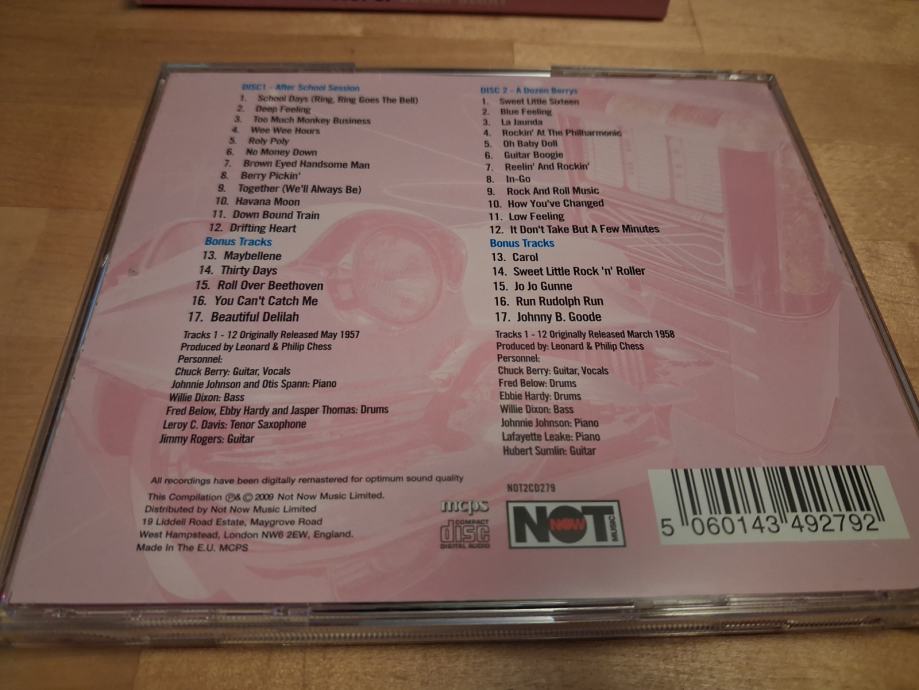 DISC1 - After School Session
1. School Days (Ring, Ring Goes The Bell)
2. Deep Feeling
3. Too Much Monkey Business
4. Wee Wee Hours
5. Roly Poly
6. No Money Down
7. Brown Eyed Handsome Man
8. Berry Pickin'
9. Together (We'll Always Be)
10. Havana Moon
11. Down Bound Train
12. Drifting Heart
Bonus Tracks
13. Maybellene
14. Thirty Days
15. Roll Over Beethoven
16. You Can't Catch Me
17. Beautiful Delilah
Tracks 1 - 12 Originally Released May 1957
Produced by Leonard & Philip Chess
Personnel:
Chuck Berry: Guitar, Vocals
Johnnie Johnson and Otis Spann: Piano
Willie Dixon: Bass
Fred Below, Ebby Hardy and Jasper Thomas: Drums
Leroy C. Davis: Tenor Saxophone
Jimmy Rogers: Guitar
DISC 2 - A Dozen Berrys
1. Sweet Little Sixteen
2. Blue Feeling
3. La Jaunda
4. Rockin' At The Philharmonic
5. Oh Baby Doll
6. Guitar Boogie
7. Reelin' And Rockin'
8. In-Go
9. Rock And Roll Music
10. How You've Changed
11. Low Feeling
12. It Don't Take But A Few Minutes
Bonus Tracks
13. Carol
14. Sweet Little Rock 'n' Roller
15. Jo Jo Gunne
16. Run Rudolph Run
17. Johnny B. Goode
Tracks 1 - 12 Originally Released March 1958
Produced by Leonard & Philip Chess
Personnel:
Chuck Berry: Guitar, Vocals
Fred Below: Drums
Ebbie Hardy: Drums
Willie Dixon: Bass
Johnnie Johnson: Piano
Lafayette Leake: Piano
Hubert Sumlin: Guitar
All recordings have been digitally remastered for optimum sound quality
This Compilation ℗& © 2009 Not Now Music Limited.
Distributed by Not Now Music Limited
19 Liddell Road Estate, Maygrove Road
West Hampstead, London NW6 2EW, England.
Made In The E.U. MCPS
mcps
COMPACT
disc
DIGITAL AUDIO
NOT2CD279
NOT NOW MUSIC
5 060143 492792